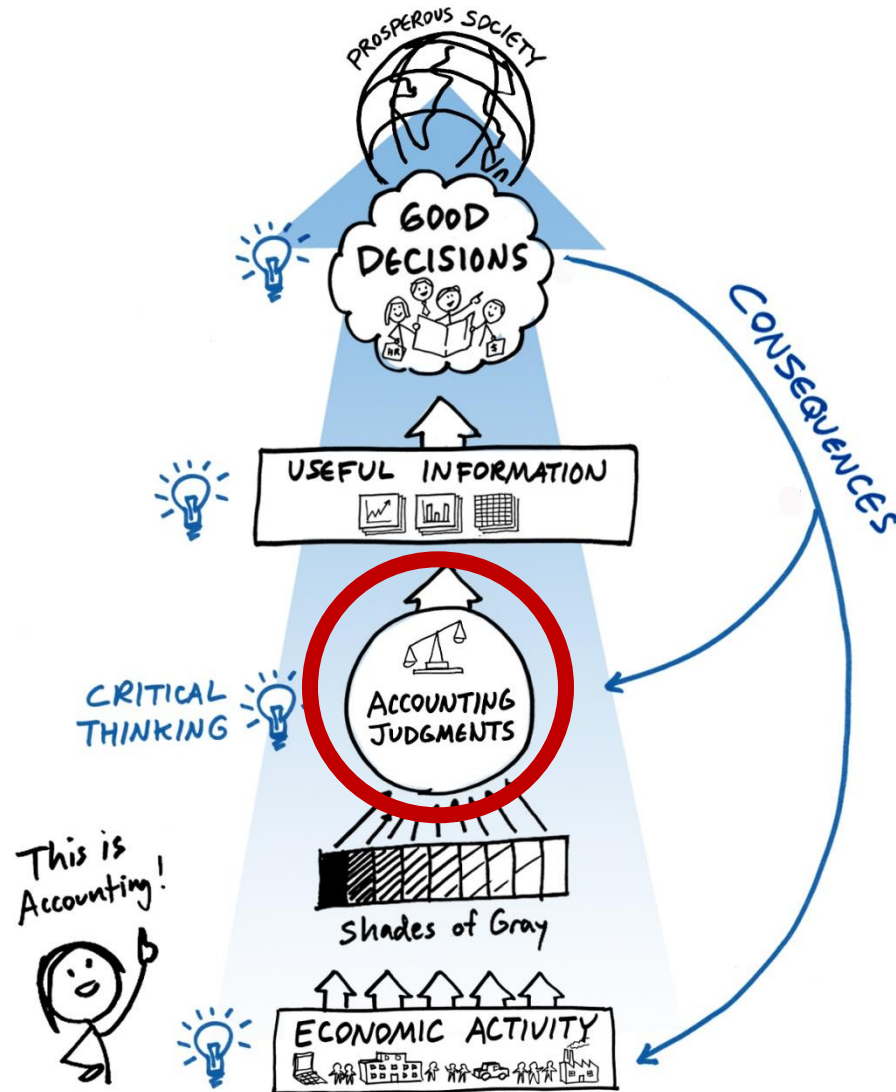 PROSPEROUS SOCIETY
GOOD
DECISIONS
HR
$
CONSEQUENCES
USEFUL INFORMATION
CRITICAL
THINKING
ACCOUNTING
JUDGMENTS
This is
Accounting!
Shades of Gray
ECONOMIC ACTIVITY